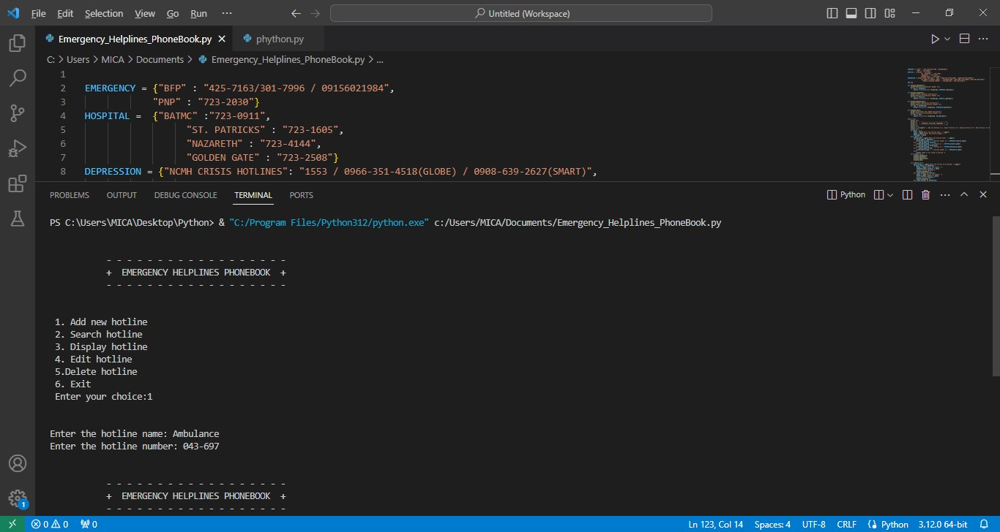 File Edit Selection View Go Run ··· Untitled (Workspace)
Emergency_Helplines_PhoneBook.py phython.py
C: > Users > MICA > Documents > Emergency_Helplines_PhoneBook.py > ...
1
2 EMERGENCY = {"BFP" : "425-7163/301-7996 / 09156021984",
3 "PNP" : "723-2030"}
4 HOSPITAL = {"BATMC" :"723-0911",
5 "ST. PATRICKS" : "723-1605",
6 "NAZARETH" : "723-4144",
7 "GOLDEN GATE" : "723-2508"}
8 DEPRESSION = {"NCMH CRISIS HOTLINES": "1553 / 0966-351-4518(GLOBE) / 0908-639-2627(SMART)",
PROBLEMS OUTPUT DEBUG CONSOLE TERMINAL PORTS Python
PS C:\Users\MICA\Desktop\Python> & "C:/Program Files/Python312/python.exe" c:/Users/MICA/Documents/Emergency_Helplines_PhoneBook.py
- - - - - - - - - - - - - - - - - -
+ EMERGENCY HELPLINES PHONEBOOK +
- - - - - - - - - - - - - - - - - -
1. Add new hotline
2. Search hotline
3. Display hotline
4. Edit hotline
5.Delete hotline
6. Exit
Enter your choice:1
Enter the hotline name: Ambulance
Enter the hotline number: 043-697
- - - - - - - - - - - - - - - - - -
+ EMERGENCY HELPLINES PHONEBOOK +
- - - - - - - - - - - - - - - - - -
1
0 0 0 Ln 123, Col 14 Spaces: 4 UTF-8 CRLF Python 3.12.0 64-bit